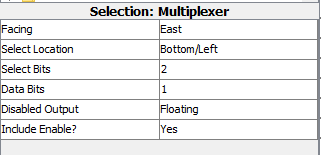 Selection: Multiplexer
Facing East
Select Location Bottom/Left
Select Bits 2
Data Bits 1
Disabled Output Floating
Include Enable? Yes